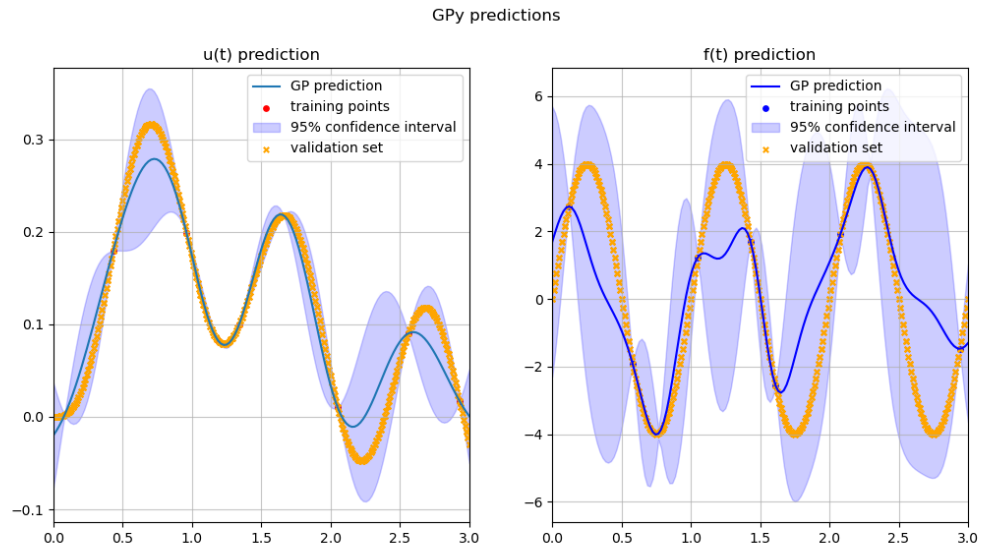 GPy predictions
u(t) prediction
GP prediction
training points
95% confidence interval
validation set
0.3
0.2
0.1
0.0
−0.1
0.0 0.5 1.0 1.5 2.0 2.5 3.0
f(t) prediction
GP prediction
training points
95% confidence interval
validation set
6
4
2
0
−2
−4
−6
0.0 0.5 1.0 1.5 2.0 2.5 3.0